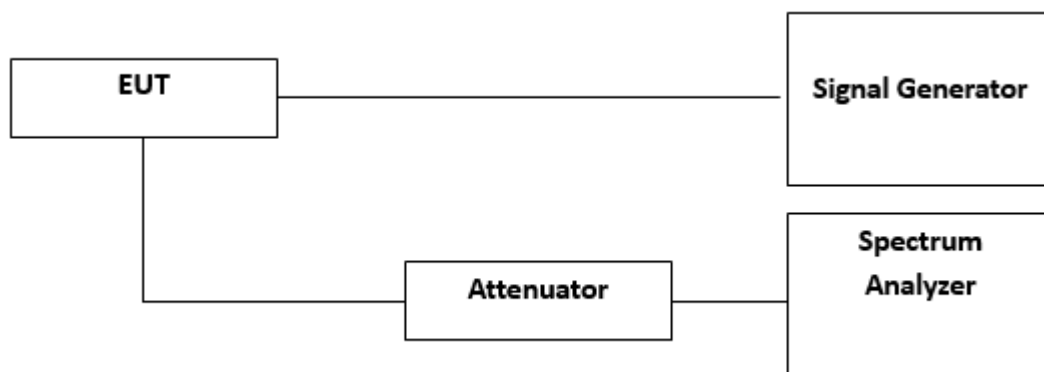 EUT
Signal Generator
Spectrum
Analyzer
Attenuator